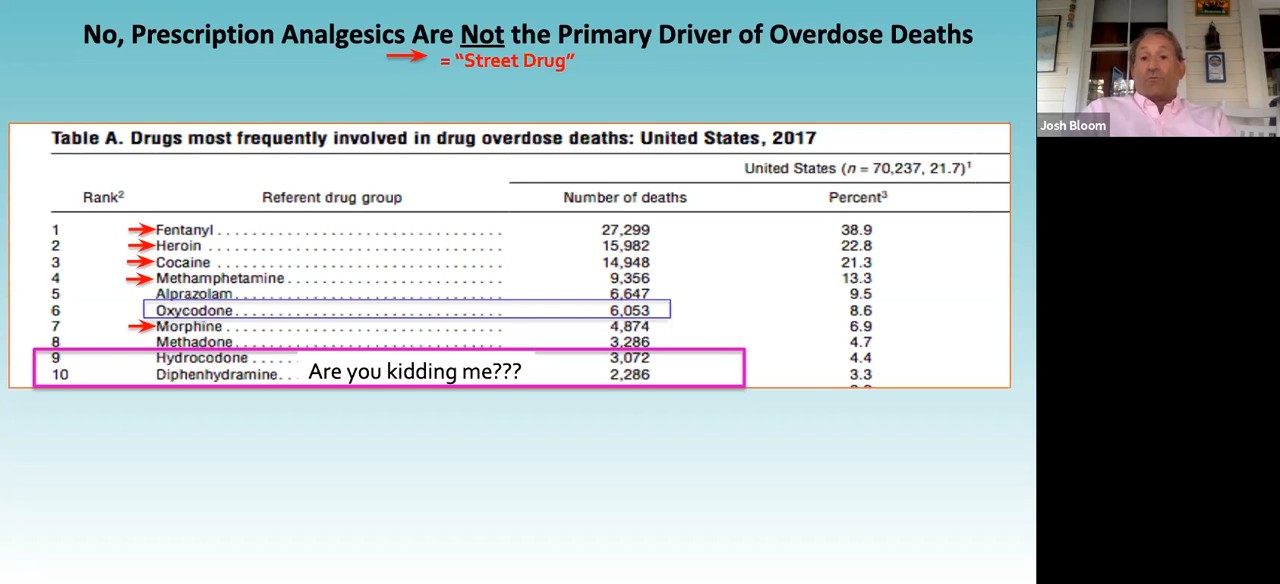 No, Prescription Analgesics Are Not the Primary Driver of Overdose Deaths
= “Street Drug”
Table A. Drugs most frequently involved in drug overdose deaths: United States, 2017
United States (n = 70,237, 21.7)1
Rank2 Referent drug group Number of deaths Percent3
1 Fentanyl . . . . . . . . . . . . . . . . . . . . . . . . . . . . . . . . . . 27,299 38.9
2 Heroin . . . . . . . . . . . . . . . . . . . . . . . . . . . . . . . . . . . 15,982 22.8
3 Cocaine . . . . . . . . . . . . . . . . . . . . . . . . . . . . . . . . . . 14,948 21.3
4 Methamphetamine . . . . . . . . . . . . . . . . . . . . . . . . . . 9,356 13.3
5 Alprazolam . . . . . . . . . . . . . . . . . . . . . . . . . . . . . . . . 6,647 9.5
6 Oxycodone . . . . . . . . . . . . . . . . . . . . . . . . . . . . . . . . 6,053 8.6
7 Morphine . . . . . . . . . . . . . . . . . . . . . . . . . . . . . . . . . 4,874 6.9
8 Methadone . . . . . . . . . . . . . . . . . . . . . . . . . . . . . . . . 3,286 4.7
9 Hydrocodone . . . . 3,072 4.4
10 Diphenhydramine . . 2,286 3.3
Are you kidding me???
Josh Bloom